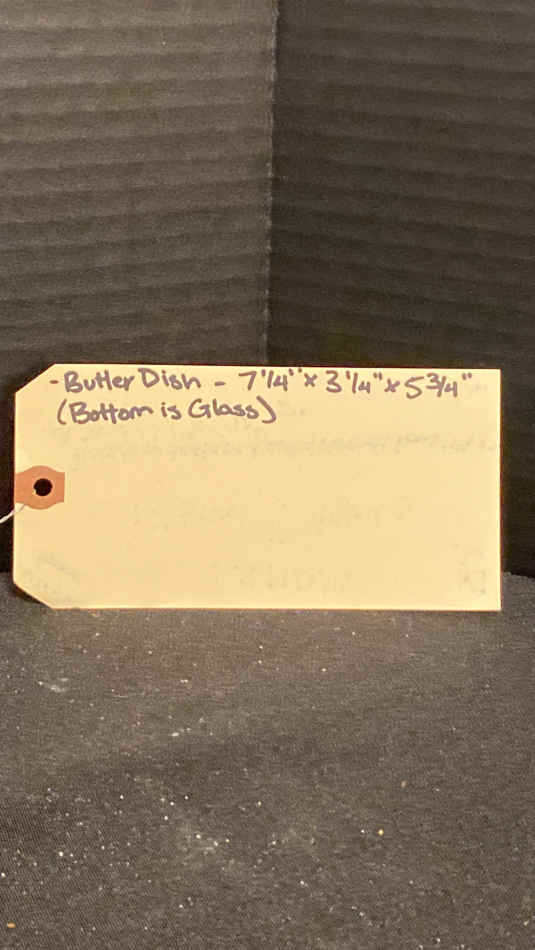 - Butter Dish - 7 1/4" x 3 1/4" x 5 3/4"
(Bottom is Glass)